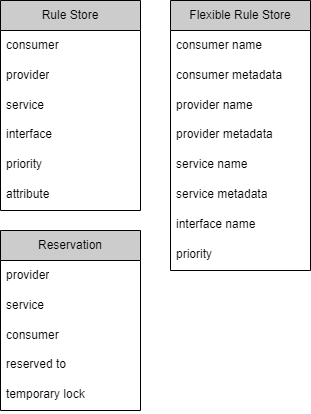 Rule Store
consumer
provider
service
interface
priority
attribute
Reservation
provider
service
consumer
reserved to
temporary lock
Flexible Rule Store
consumer name
consumer metadata
provider name
provider metadata
service name
service metadata
interface name
priority